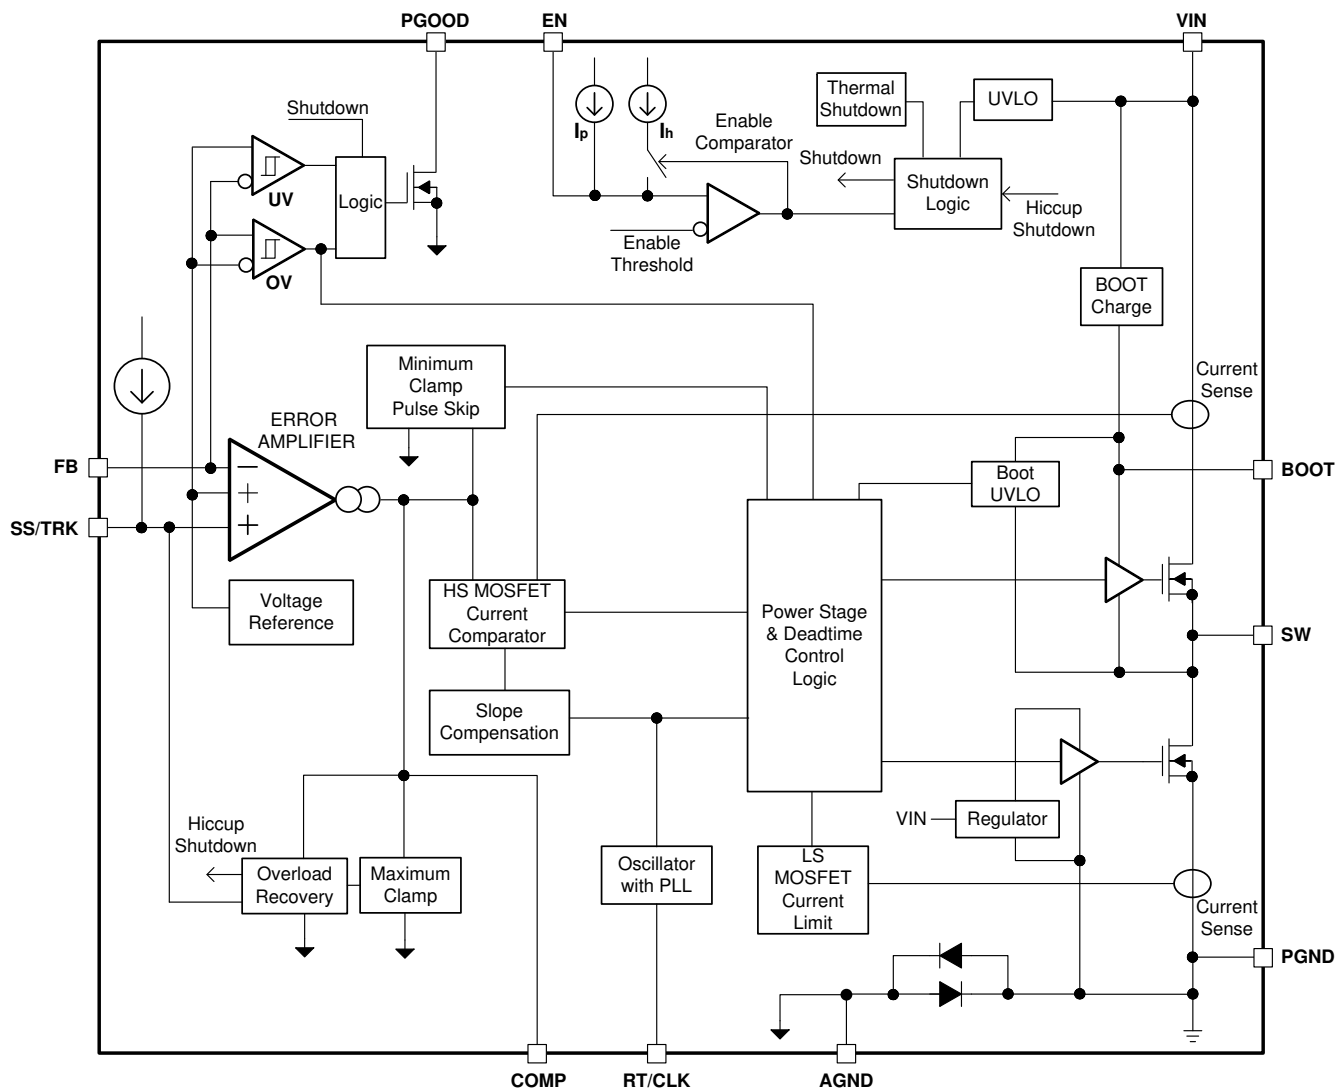 PGOOD
EN
VIN
Shutdown
Ip
Ih
Enable
Comparator
Thermal
Shutdown
UVLO
Shutdown
Shutdown
Logic
Hiccup
Shutdown
UV
Logic
Enable
Threshold
OV
BOOT
Charge
Minimum
Clamp
Pulse Skip
Current
Sense
ERROR
AMPLIFIER
FB
−
+
+
SS/TRK
Boot
UVLO
BOOT
Voltage
Reference
HS MOSFET
Current
Comparator
Power Stage
& Deadtime
Control
Logic
SW
Slope
Compensation
VIN
Regulator
Hiccup
Shutdown
Overload
Recovery
Maximum
Clamp
Oscillator
with PLL
LS
MOSFET
Current
Limit
Current
Sense
PGND
COMP
RT/CLK
AGND